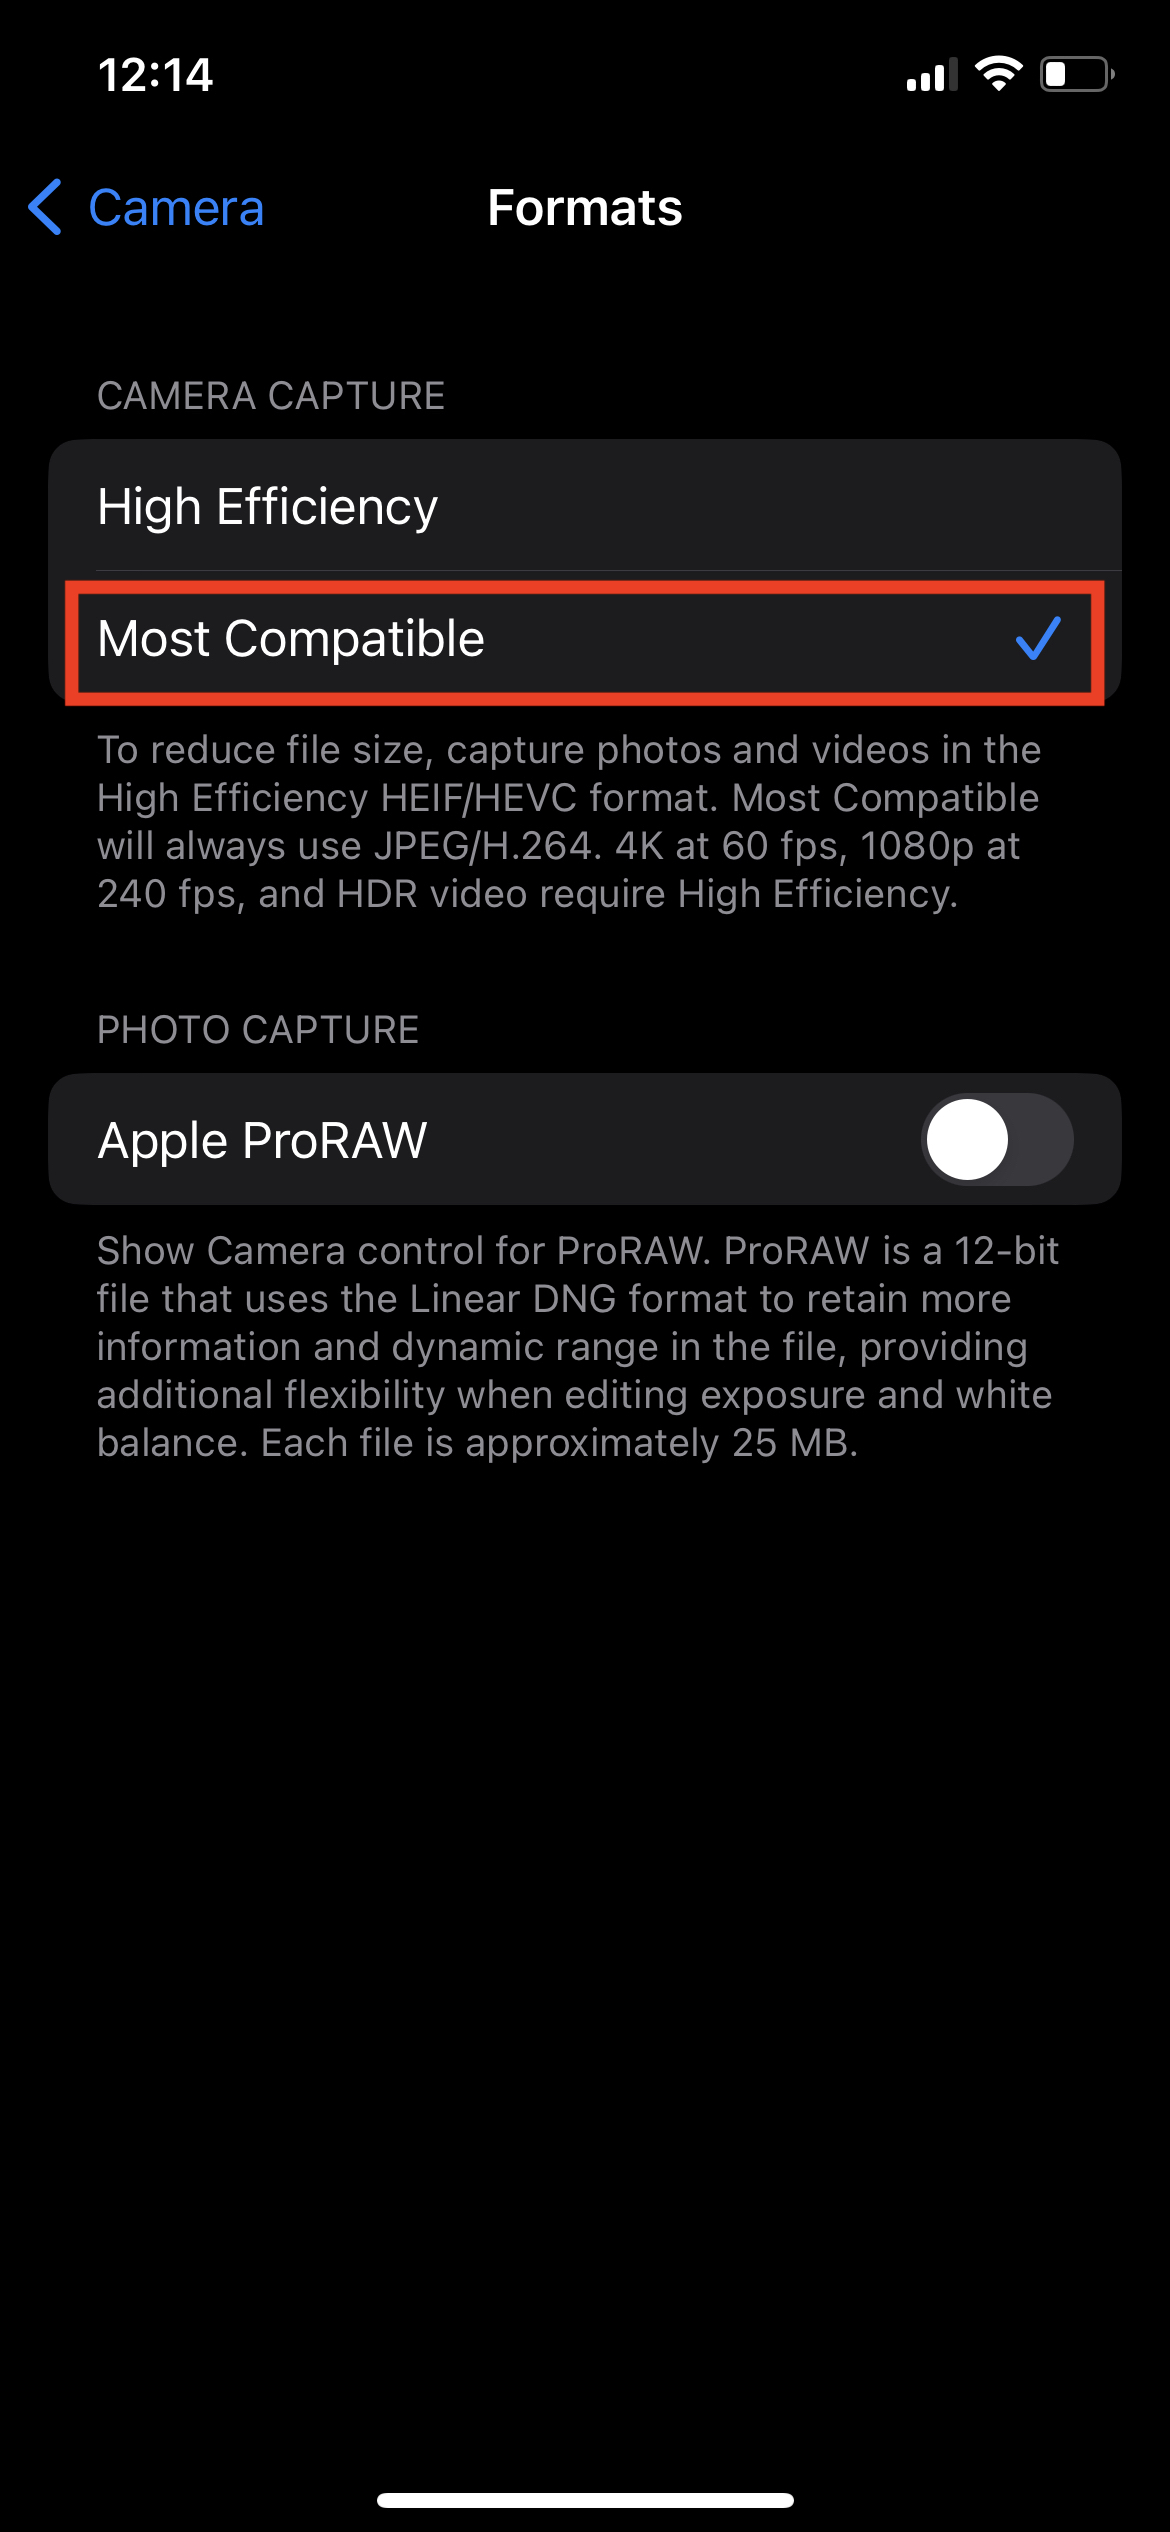 12:14
Camera
Formats
CAMERA CAPTURE
High Efficiency
Most Compatible
To reduce file size, capture photos and videos in the
High Efficiency HEIF/HEVC format. Most Compatible
will always use JPEG/H.264. 4K at 60 fps, 1080p at
240 fps, and HDR video require High Efficiency.
PHOTO CAPTURE
Apple ProRAW
Show Camera control for ProRAW. ProRAW is a 12-bit
file that uses the Linear DNG format to retain more
information and dynamic range in the file, providing
additional flexibility when editing exposure and white
balance. Each file is approximately 25 MB.